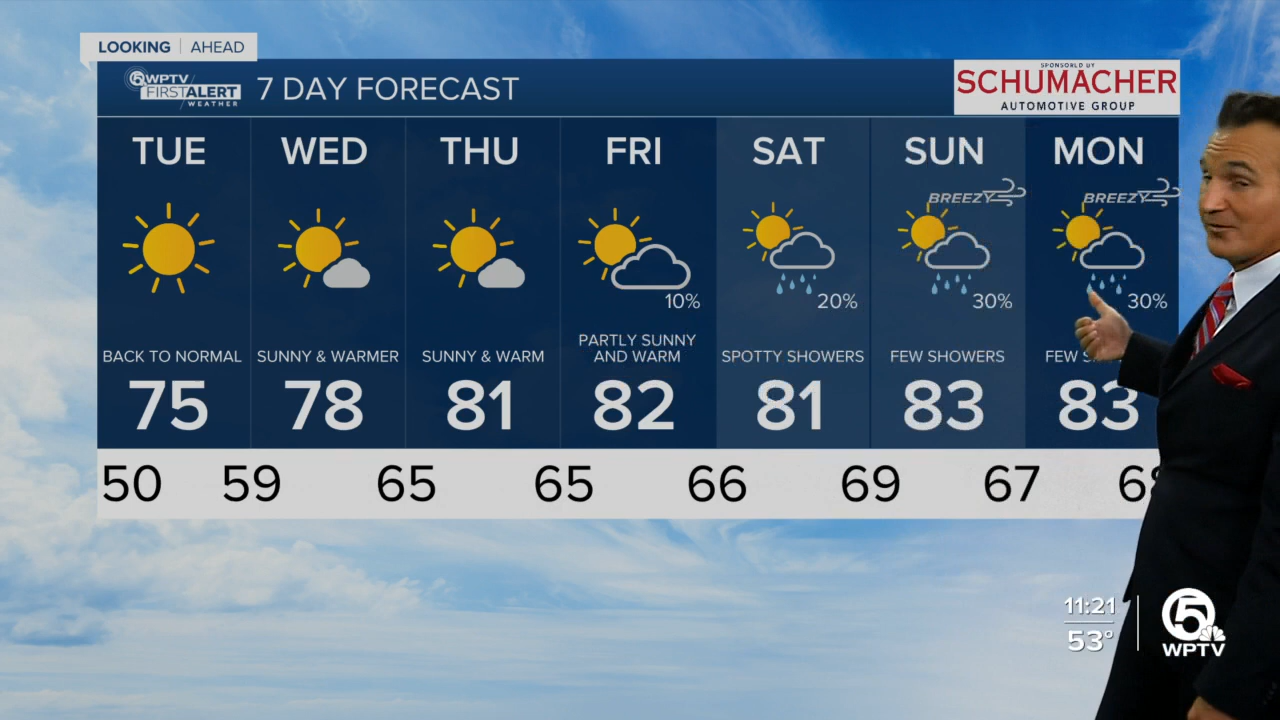 LOOKING | AHEAD
5 WPTV
FIRST ALERT
WEATHER
7 DAY FORECAST
SPONSORED BY
SCHUMACHER
AUTOMOTIVE GROUP
TUE WED THU FRI SAT SUN MON
BREEZY BREEZY
10% 20% 30% 30%
BACK TO NORMAL SUNNY & WARMER SUNNY & WARM PARTLY SUNNY
AND WARM SPOTTY SHOWERS FEW SHOWERS FEW
75 78 81 82 81 83 83
50 59 65 65 66 69 67
11:21
53°
5
WPTV